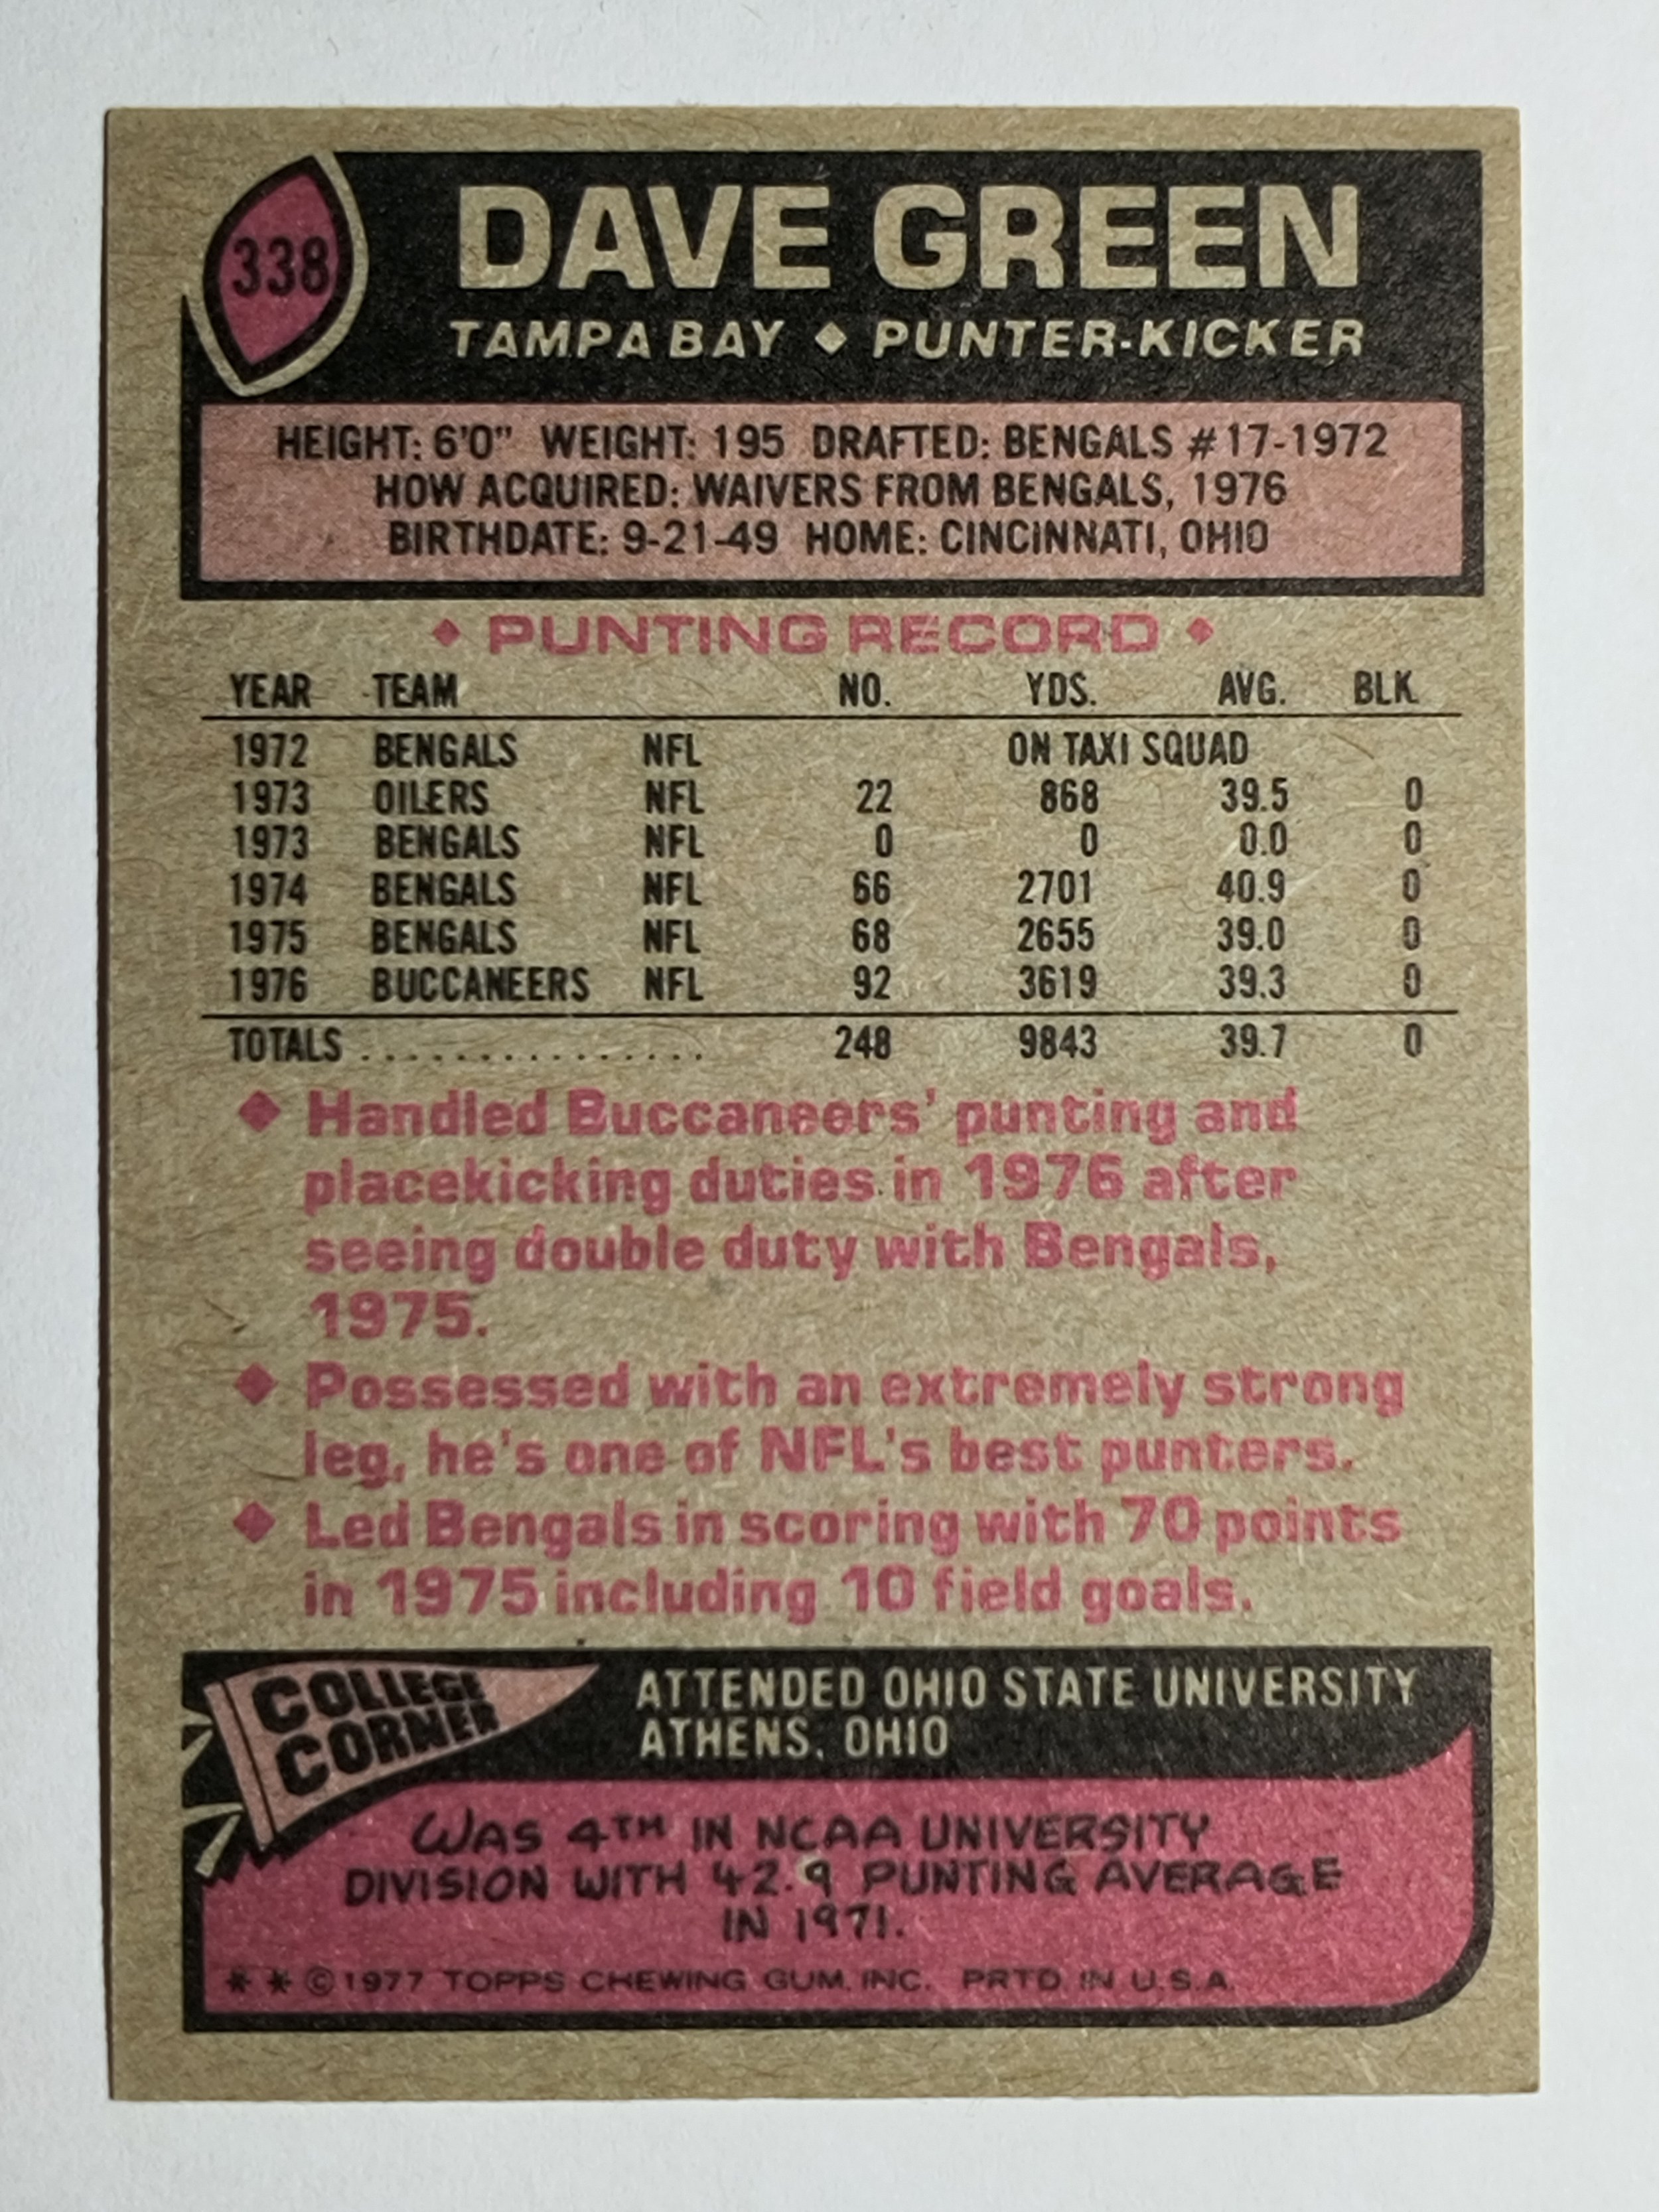 338
DAVE GREEN
TAMPA BAY ◆ PUNTER-KICKER
HEIGHT: 6'0" WEIGHT: 195 DRAFTED: BENGALS #17-1972
HOW ACQUIRED: WAIVERS FROM BENGALS, 1976
BIRTHDATE: 9-21-49 HOME: CINCINNATI, OHIO
◆ PUNTING RECORD ◆
YEAR TEAM NO. YDS. AVG. BLK.
1972 BENGALS NFL ON TAXI SQUAD
1973 OILERS NFL 22 868 39.5 0
1973 BENGALS NFL 0 0 0.0 0
1974 BENGALS NFL 66 2701 40.9 0
1975 BENGALS NFL 68 2655 39.0 0
1976 BUCCANEERS NFL 92 3619 39.3 0
TOTALS ............... 248 9843 39.7 0
◆ Handled Buccaneers' punting and
placekicking duties in 1976 after
seeing double duty with Bengals,
1975.
◆ Possessed with an extremely strong
leg, he's one of NFL's best punters.
◆ Led Bengals in scoring with 70 points
in 1975 including 10 field goals.
COLLEGE
CORNER
ATTENDED OHIO STATE UNIVERSITY
ATHENS, OHIO
WAS 4TH IN NCAA UNIVERSITY
DIVISION WITH 42.9 PUNTING AVERAGE
IN 1971.
* * © 1977 TOPPS CHEWING GUM, INC. PRTD. IN U.S.A.